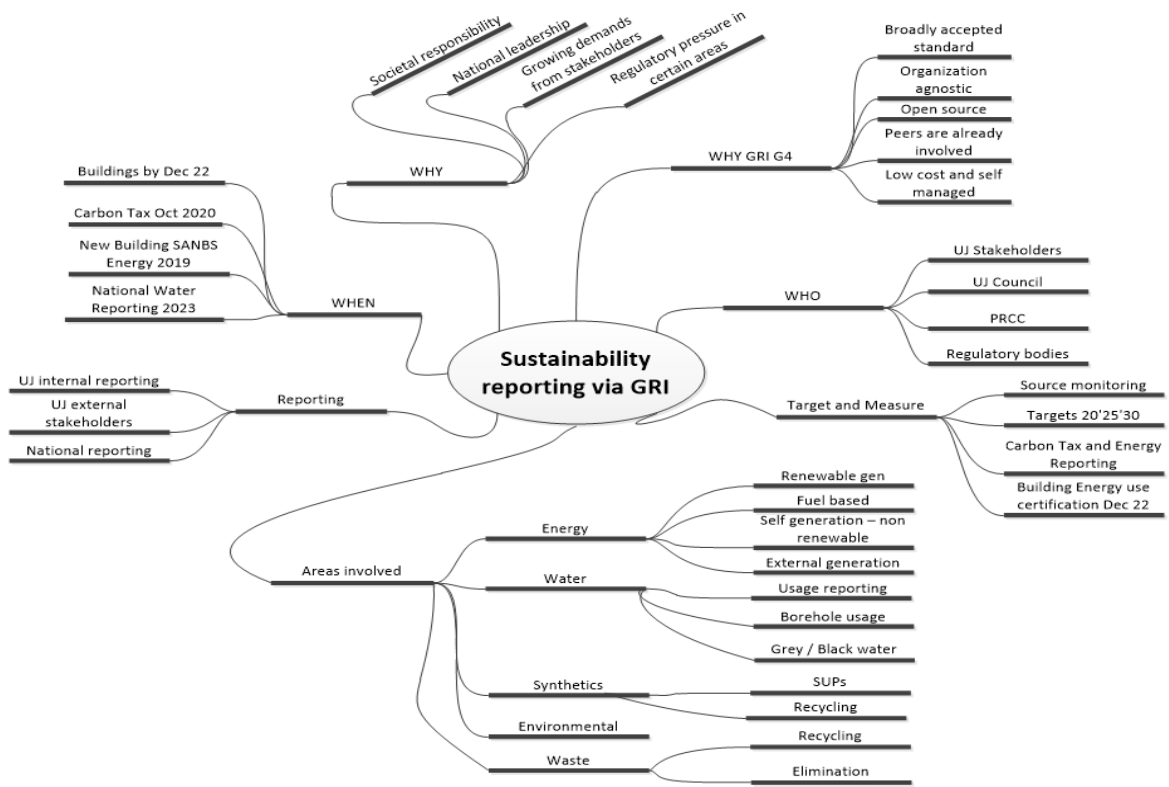 Societal responsibility
National leadership
Growing demands
from stakeholders
Regulatory pressure in
certain areas
WHY
Broadly accepted
standard
Organization
agnostic
Open source
Peers are already
involved
Low cost and self
managed
WHY GRI G4
Buildings by Dec 22
Carbon Tax Oct 2020
New Building SANBS
Energy 2019
National Water
Reporting 2023
WHEN
UJ Stakeholders
UJ Council
PRCC
Regulatory bodies
WHO
Sustainability
reporting via GRI
UJ internal reporting
UJ external
stakeholders
National reporting
Reporting
Target and Measure
Source monitoring
Targets 20'25'30
Carbon Tax and Energy
Reporting
Building Energy use
certification Dec 22
Areas involved
Energy
Renewable gen
Fuel based
Self generation – non
renewable
External generation
Water
Usage reporting
Borehole usage
Grey / Black water
Synthetics
SUPs
Recycling
Environmental
Waste
Recycling
Elimination